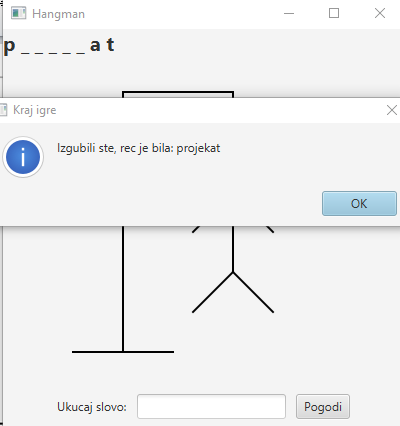 Hangman
p _ _ _ _ _ a t
Kraj igre
Izgubili ste, rec je bila: projekat
OK
Ukucaj slovo:
Pogodi